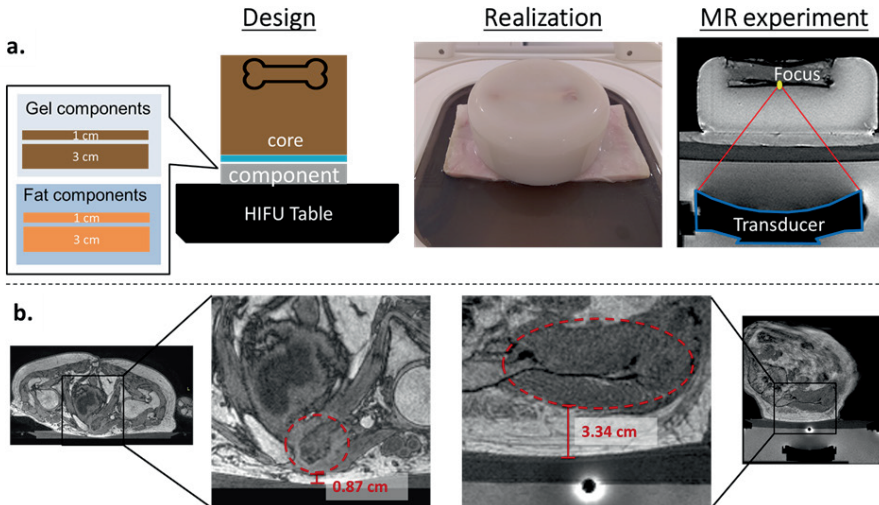 Design
Realization
MR experiment
a.
Gel components
1 cm
3 cm
Fat components
1 cm
3 cm
core
component
HIFU Table
Focus
Transducer
b.
0.87 cm
3.34 cm